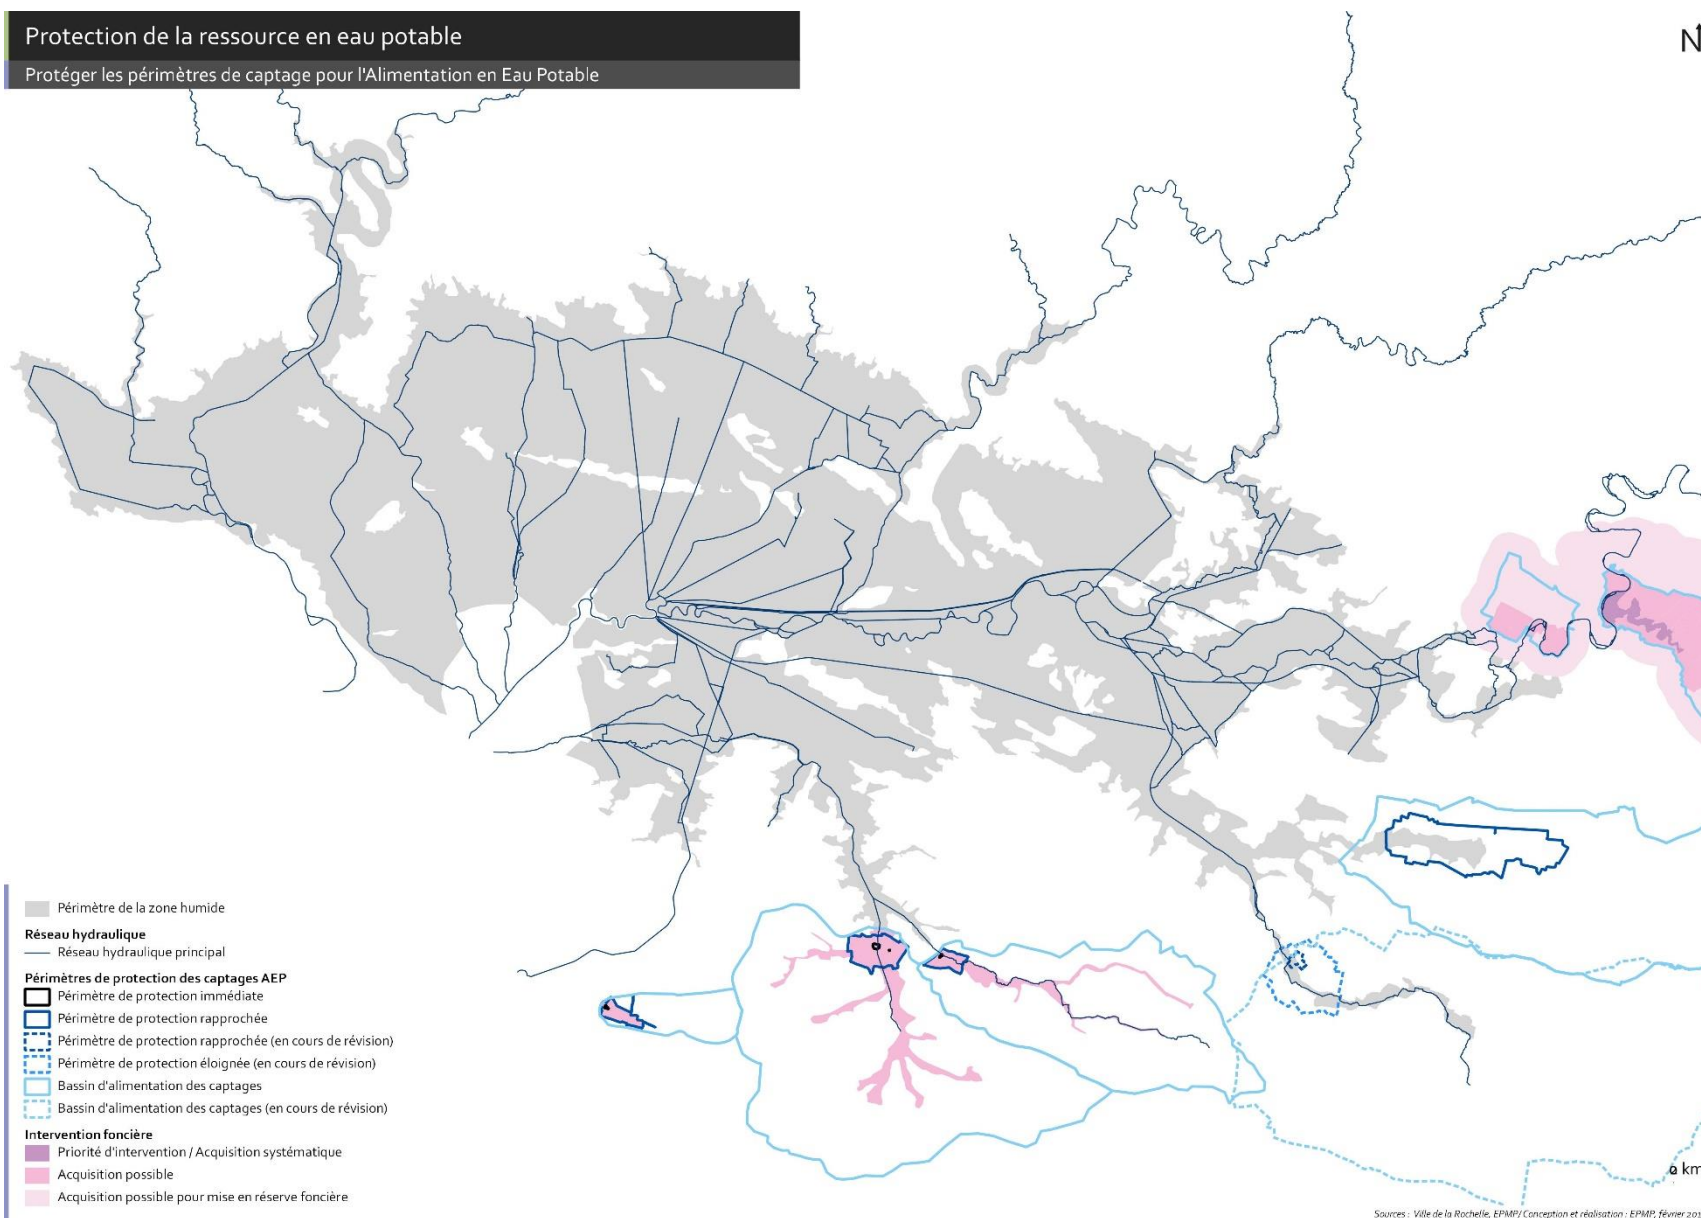 Protection de la ressource en eau potable
Protéger les périmètres de captage pour l'Alimentation en Eau Potable
N
Périmètre de la zone humide
Réseau hydraulique
Réseau hydraulique principal
Périmètres de protection des captages AEP
Périmètre de protection immédiate
Périmètre de protection rapprochée
Périmètre de protection rapprochée (en cours de révision)
Périmètre de protection éloignée (en cours de révision)
Bassin d'alimentation des captages
Bassin d'alimentation des captages (en cours de révision)
Intervention foncière
Priorité d'intervention / Acquisition systématique
Acquisition possible
Acquisition possible pour mise en réserve foncière
km
Sources : Ville de la Rochelle, EPMP/ Conception et réalisation : EPMP, février